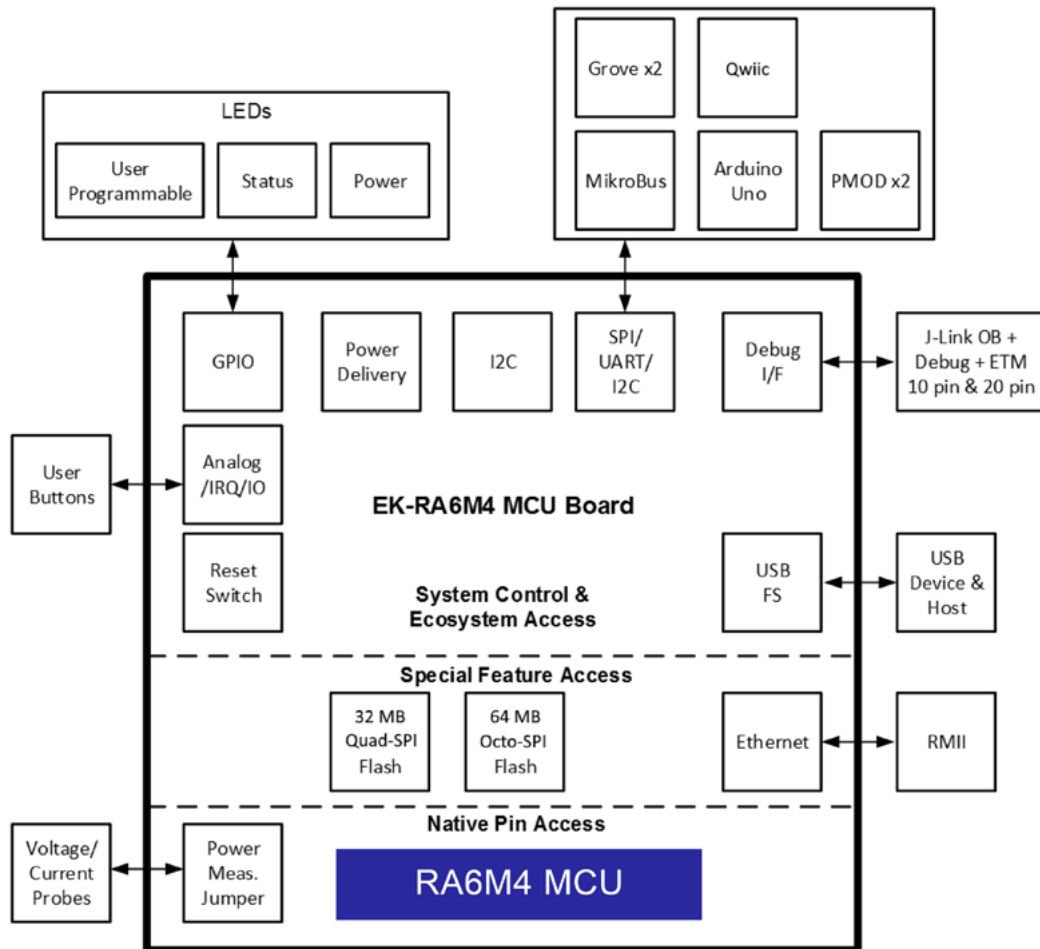 Grove x2
Qwiic
LEDs
User
Programmable
Status
Power
MikroBus
Arduino
Uno
PMOD x2
GPIO
Power
Delivery
I2C
SPI/
UART/
I2C
Debug
I/F
J-Link OB +
Debug + ETM
10 pin & 20 pin
User
Buttons
Analog
/IRQ/IO
EK-RA6M4 MCU Board
Reset
Switch
System Control &
Ecosystem Access
USB
FS
USB
Device &
Host
Special Feature Access
32 MB
Quad-SPI
Flash
64 MB
Octo-SPI
Flash
Ethernet
RMII
Native Pin Access
Voltage/
Current
Probes
Power
Meas.
Jumper
RA6M4 MCU